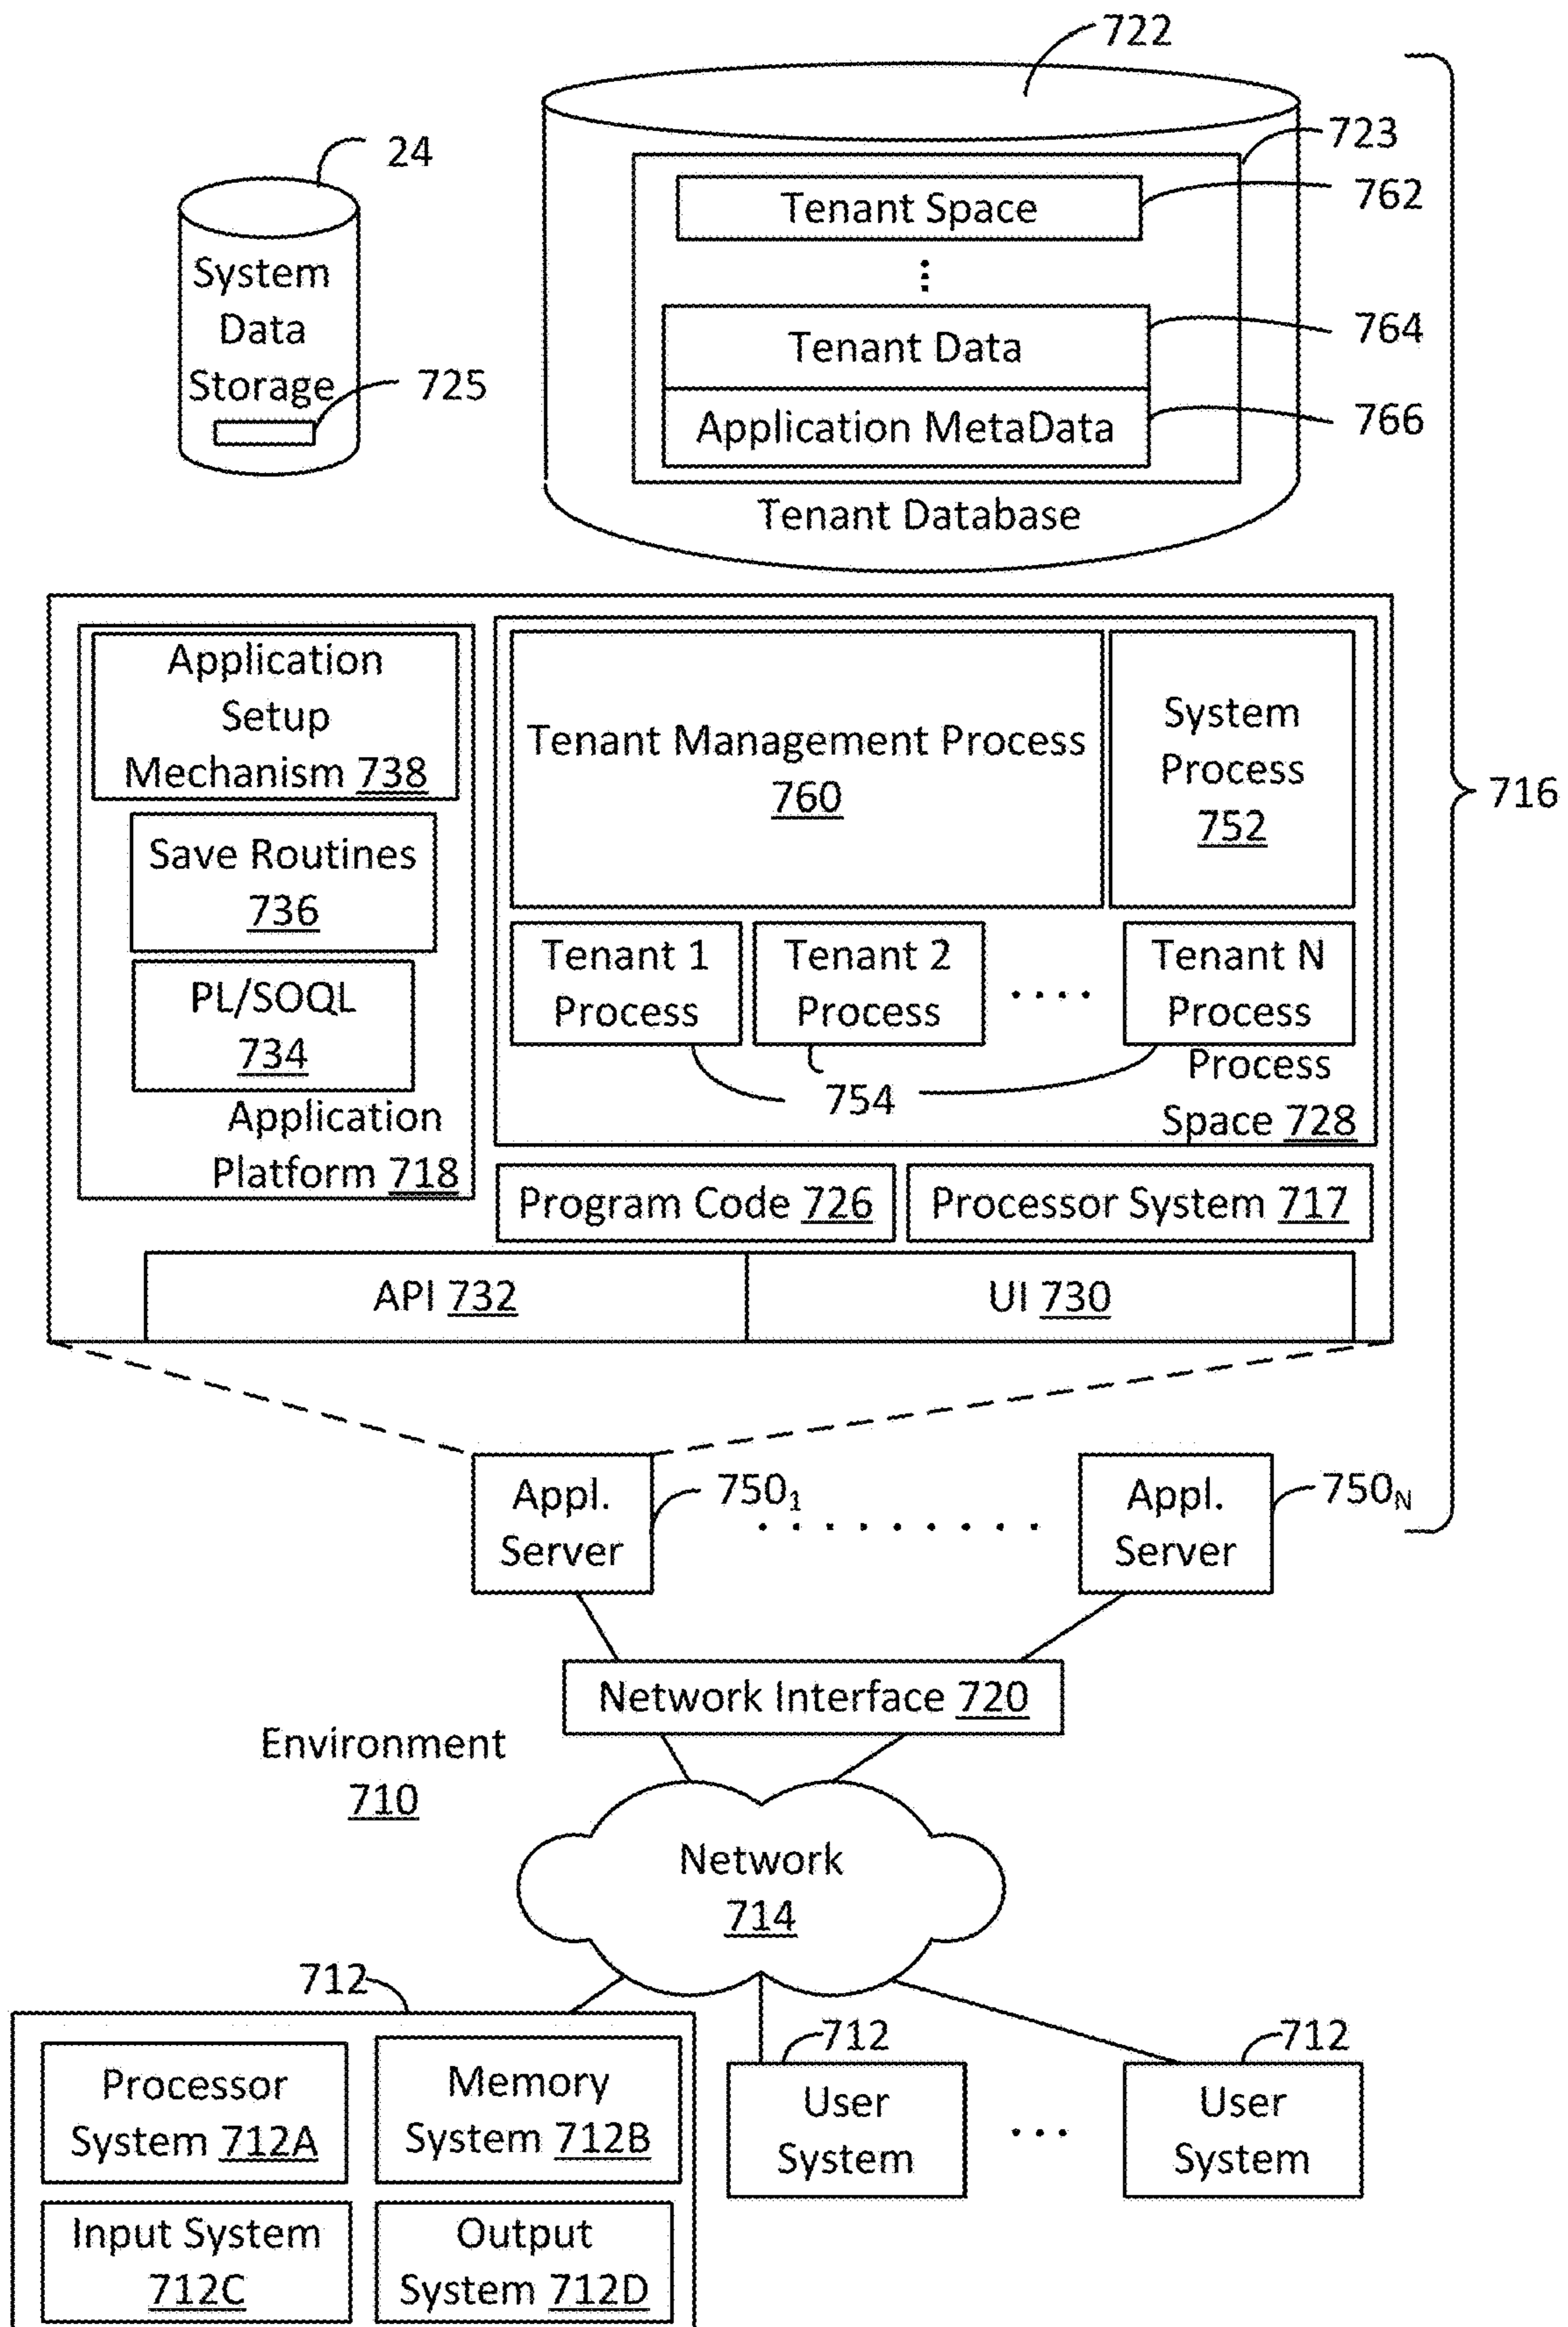 722
24
723
Tenant Space
762
System
Data
Storage
725
Tenant Data
764
Application MetaData
766
Tenant Database
Application
Setup
Mechanism 738
Tenant Management Process
760
System
Process
752
716
Save Routines
736
Tenant 1
Process
Tenant 2
Process
Tenant N
Process
PL/SOQL
734
754
Process
Space 728
Application
Platform 718
Program Code 726
Processor System 717
API 732
UI 730
Appl.
Server
750₁
Appl.
Server
750N
Network Interface 720
Environment
710
Network
714
712
Processor
System 712A
Memory
System 712B
Input System
712C
Output
System 712D
712
User
System
712
User
System